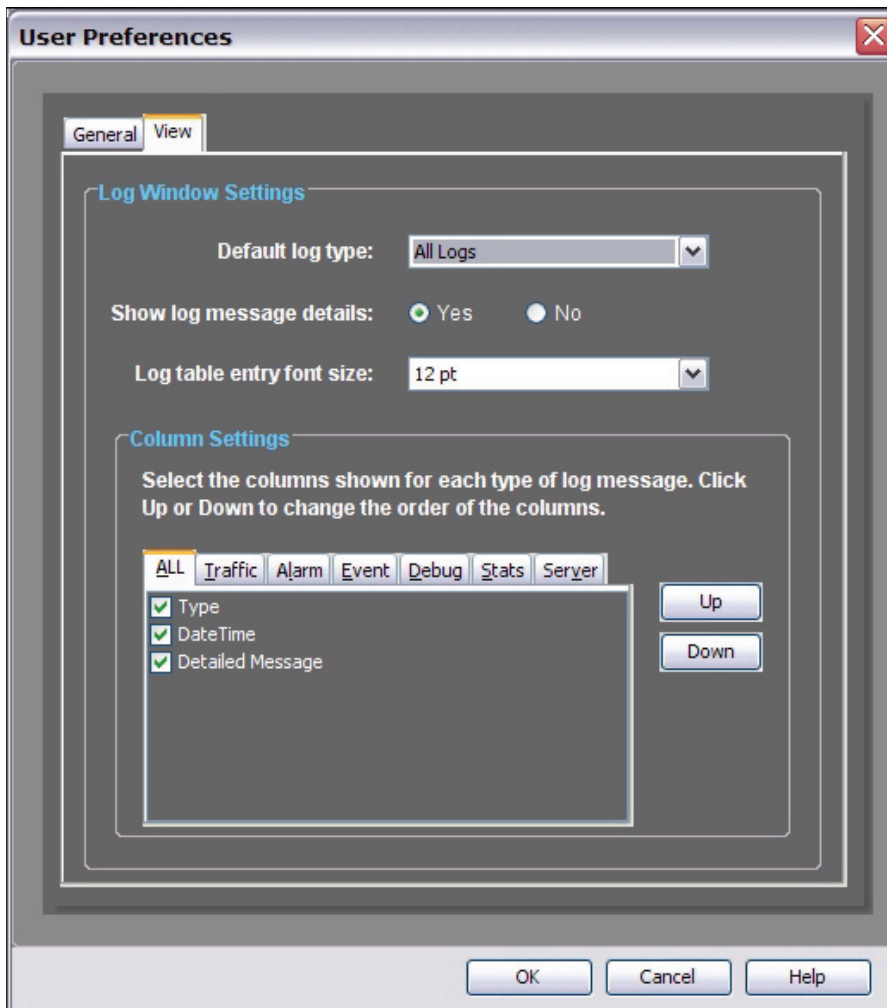 User Preferences
General View
Log Window Settings
Default log type: All Logs
Show log message details: Yes No
Log table entry font size: 12 pt
Column Settings
Select the columns shown for each type of log message. Click
Up or Down to change the order of the columns.
ALL Traffic Alarm Event Debug Stats Server
Type
DateTime
Detailed Message
Up
Down
OK Cancel Help